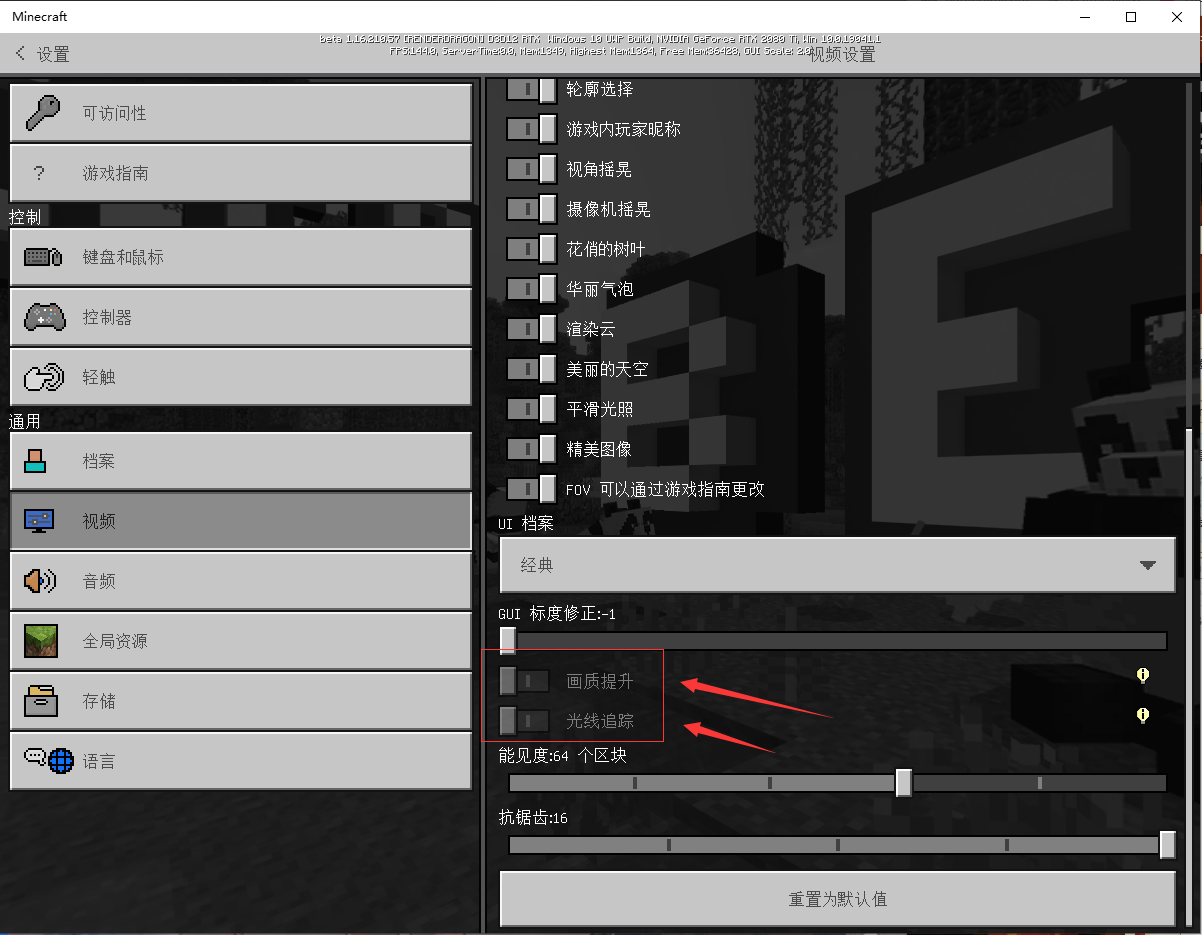 Minecraft
beta 1.16.210.57 (RENDERDRAGON) D3D12 RTX Windows 10 UWP Build, NVIDIA GeForce RTX 2080 Ti, Win 10.0.19041.1
FPS:144.0, ServerTime:0.0, Mem:1349, Highest Mem:1364, Free Mem:36428, GUI Scale: 2.0
设置
视频设置
可访问性
? 游戏指南
控制
键盘和鼠标
控制器
轻触
通用
档案
视频
音频
全局资源
存储
语言
轮廓选择
游戏内玩家昵称
视角摇晃
摄像机摇晃
花俏的树叶
华丽气泡
渲染云
美丽的天空
平滑光照
精美图像
FOV 可以通过游戏指南更改
UI 档案
经典
GUI 标度修正:-1
画质提升
光线追踪
能见度:64 个区块
抗锯齿:16
重置为默认值